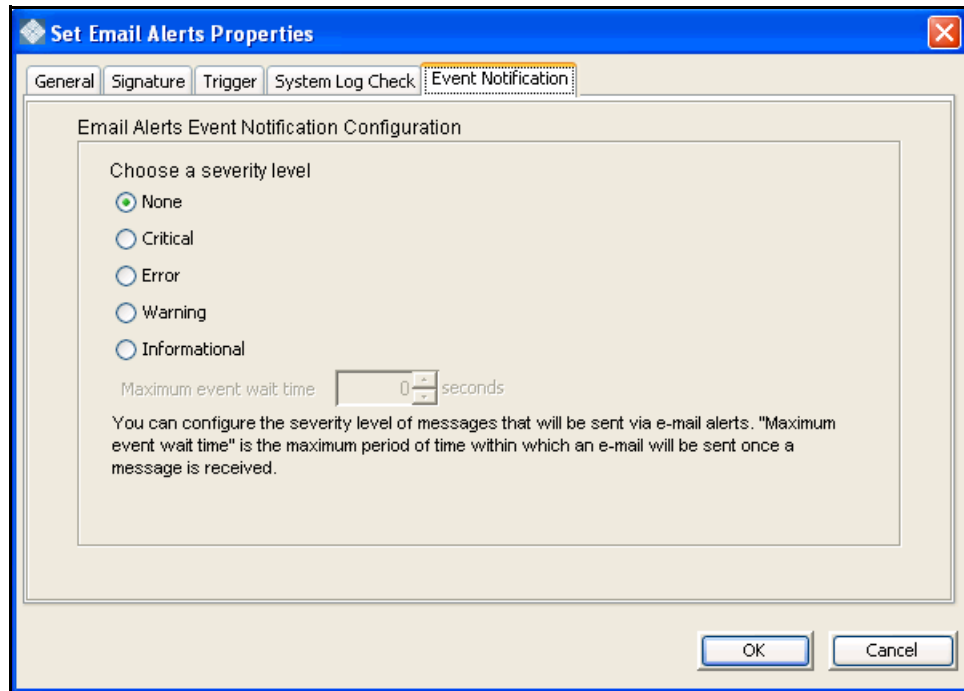 Set Email Alerts Properties
General Signature Trigger System Log Check Event Notification
Email Alerts Event Notification Configuration
Choose a severity level
None
Critical
Error
Warning
Informational
Maximum event wait time 0 seconds
You can configure the severity level of messages that will be sent via e-mail alerts. "Maximum
event wait time" is the maximum period of time within which an e-mail will be sent once a
message is received.
OK Cancel